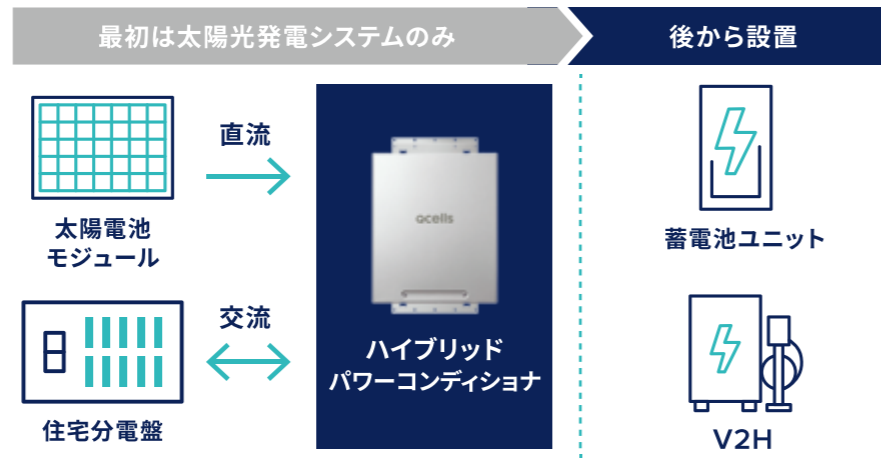 最初は太陽光発電システムのみ
後から設置
直流
太陽電池
モジュール
qcells
蓄電池ユニット
交流
ハイブリッド
パワーコンディショナ
住宅分電盤
V2H